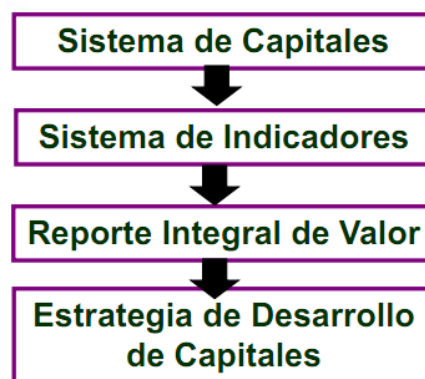 Sistema de Capitales
Sistema de Indicadores
Reporte Integral de Valor
Estrategia de Desarrollo
de Capitales